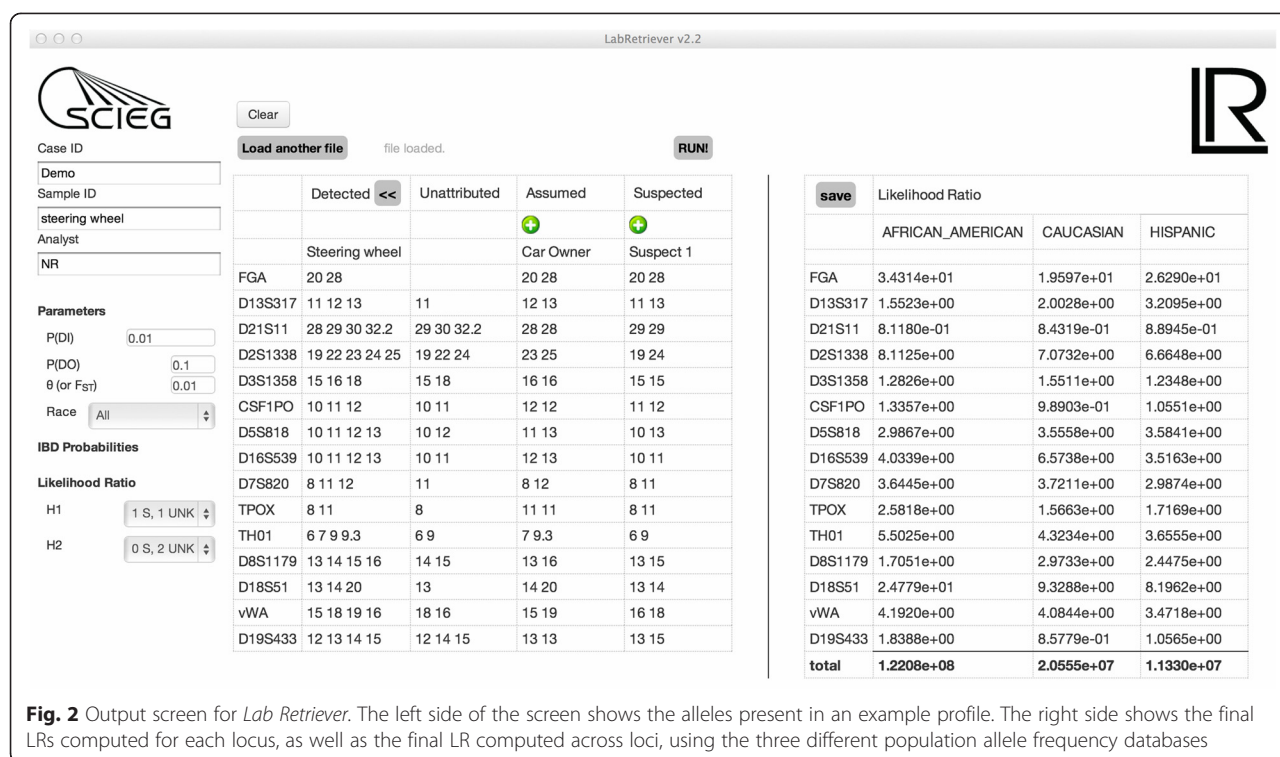 LabRetriever v2.2
SCIEG
LR
Clear
Load another file file loaded. RUN!
Case ID
Demo
Sample ID
steering wheel
Analyst
NR
Parameters
P(DI) 0.01
P(DO) 0.1
θ (or FST) 0.01
Race All
IBD Probabilities
Likelihood Ratio
H1 1 S, 1 UNK
H2 0 S, 2 UNK
Detected << Unattributed Assumed Suspected
Steering wheel Car Owner Suspect 1
FGA 20 28 20 28 20 28
D13S317 11 12 13 11 12 13 11 13
D21S11 28 29 30 32.2 29 30 32.2 28 28 29 29
D2S1338 19 22 23 24 25 19 22 24 23 25 19 24
D3S1358 15 16 18 15 18 16 16 15 15
CSF1PO 10 11 12 10 11 12 12 11 12
D5S818 10 11 12 13 10 12 11 13 10 13
D16S539 10 11 12 13 10 11 12 13 10 11
D7S820 8 11 12 11 8 12 8 11
TPOX 8 11 8 11 11 8 11
TH01 6 7 9 9.3 6 9 7 9.3 6 9
D8S1179 13 14 15 16 14 15 13 16 13 15
D18S51 13 14 20 13 14 20 13 14
vWA 15 18 19 16 18 16 15 19 16 18
D19S433 12 13 14 15 12 14 15 13 13 13 15
save Likelihood Ratio
AFRICAN_AMERICAN CAUCASIAN HISPANIC
FGA 3.4314e+01 1.9597e+01 2.6290e+01
D13S317 1.5523e+00 2.0028e+00 3.2095e+00
D21S11 8.1180e-01 8.4319e-01 8.8945e-01
D2S1338 8.1125e+00 7.0732e+00 6.6648e+00
D3S1358 1.2826e+00 1.5511e+00 1.2348e+00
CSF1PO 1.3357e+00 9.8903e-01 1.0551e+00
D5S818 2.9867e+00 3.5558e+00 3.5841e+00
D16S539 4.0339e+00 6.5738e+00 3.5163e+00
D7S820 3.6445e+00 3.7211e+00 2.9874e+00
TPOX 2.5818e+00 1.5663e+00 1.7169e+00
TH01 5.5025e+00 4.3234e+00 3.6555e+00
D8S1179 1.7051e+00 2.9733e+00 2.4475e+00
D18S51 2.4779e+01 9.3288e+00 8.1962e+00
vWA 4.1920e+00 4.0844e+00 3.4718e+00
D19S433 1.8388e+00 8.5779e-01 1.0565e+00
total 1.2208e+08 2.0555e+07 1.1330e+07
Fig. 2 Output screen for Lab Retriever. The left side of the screen shows the alleles present in an example profile. The right side shows the final
LRs computed for each locus, as well as the final LR computed across loci, using the three different population allele frequency databases